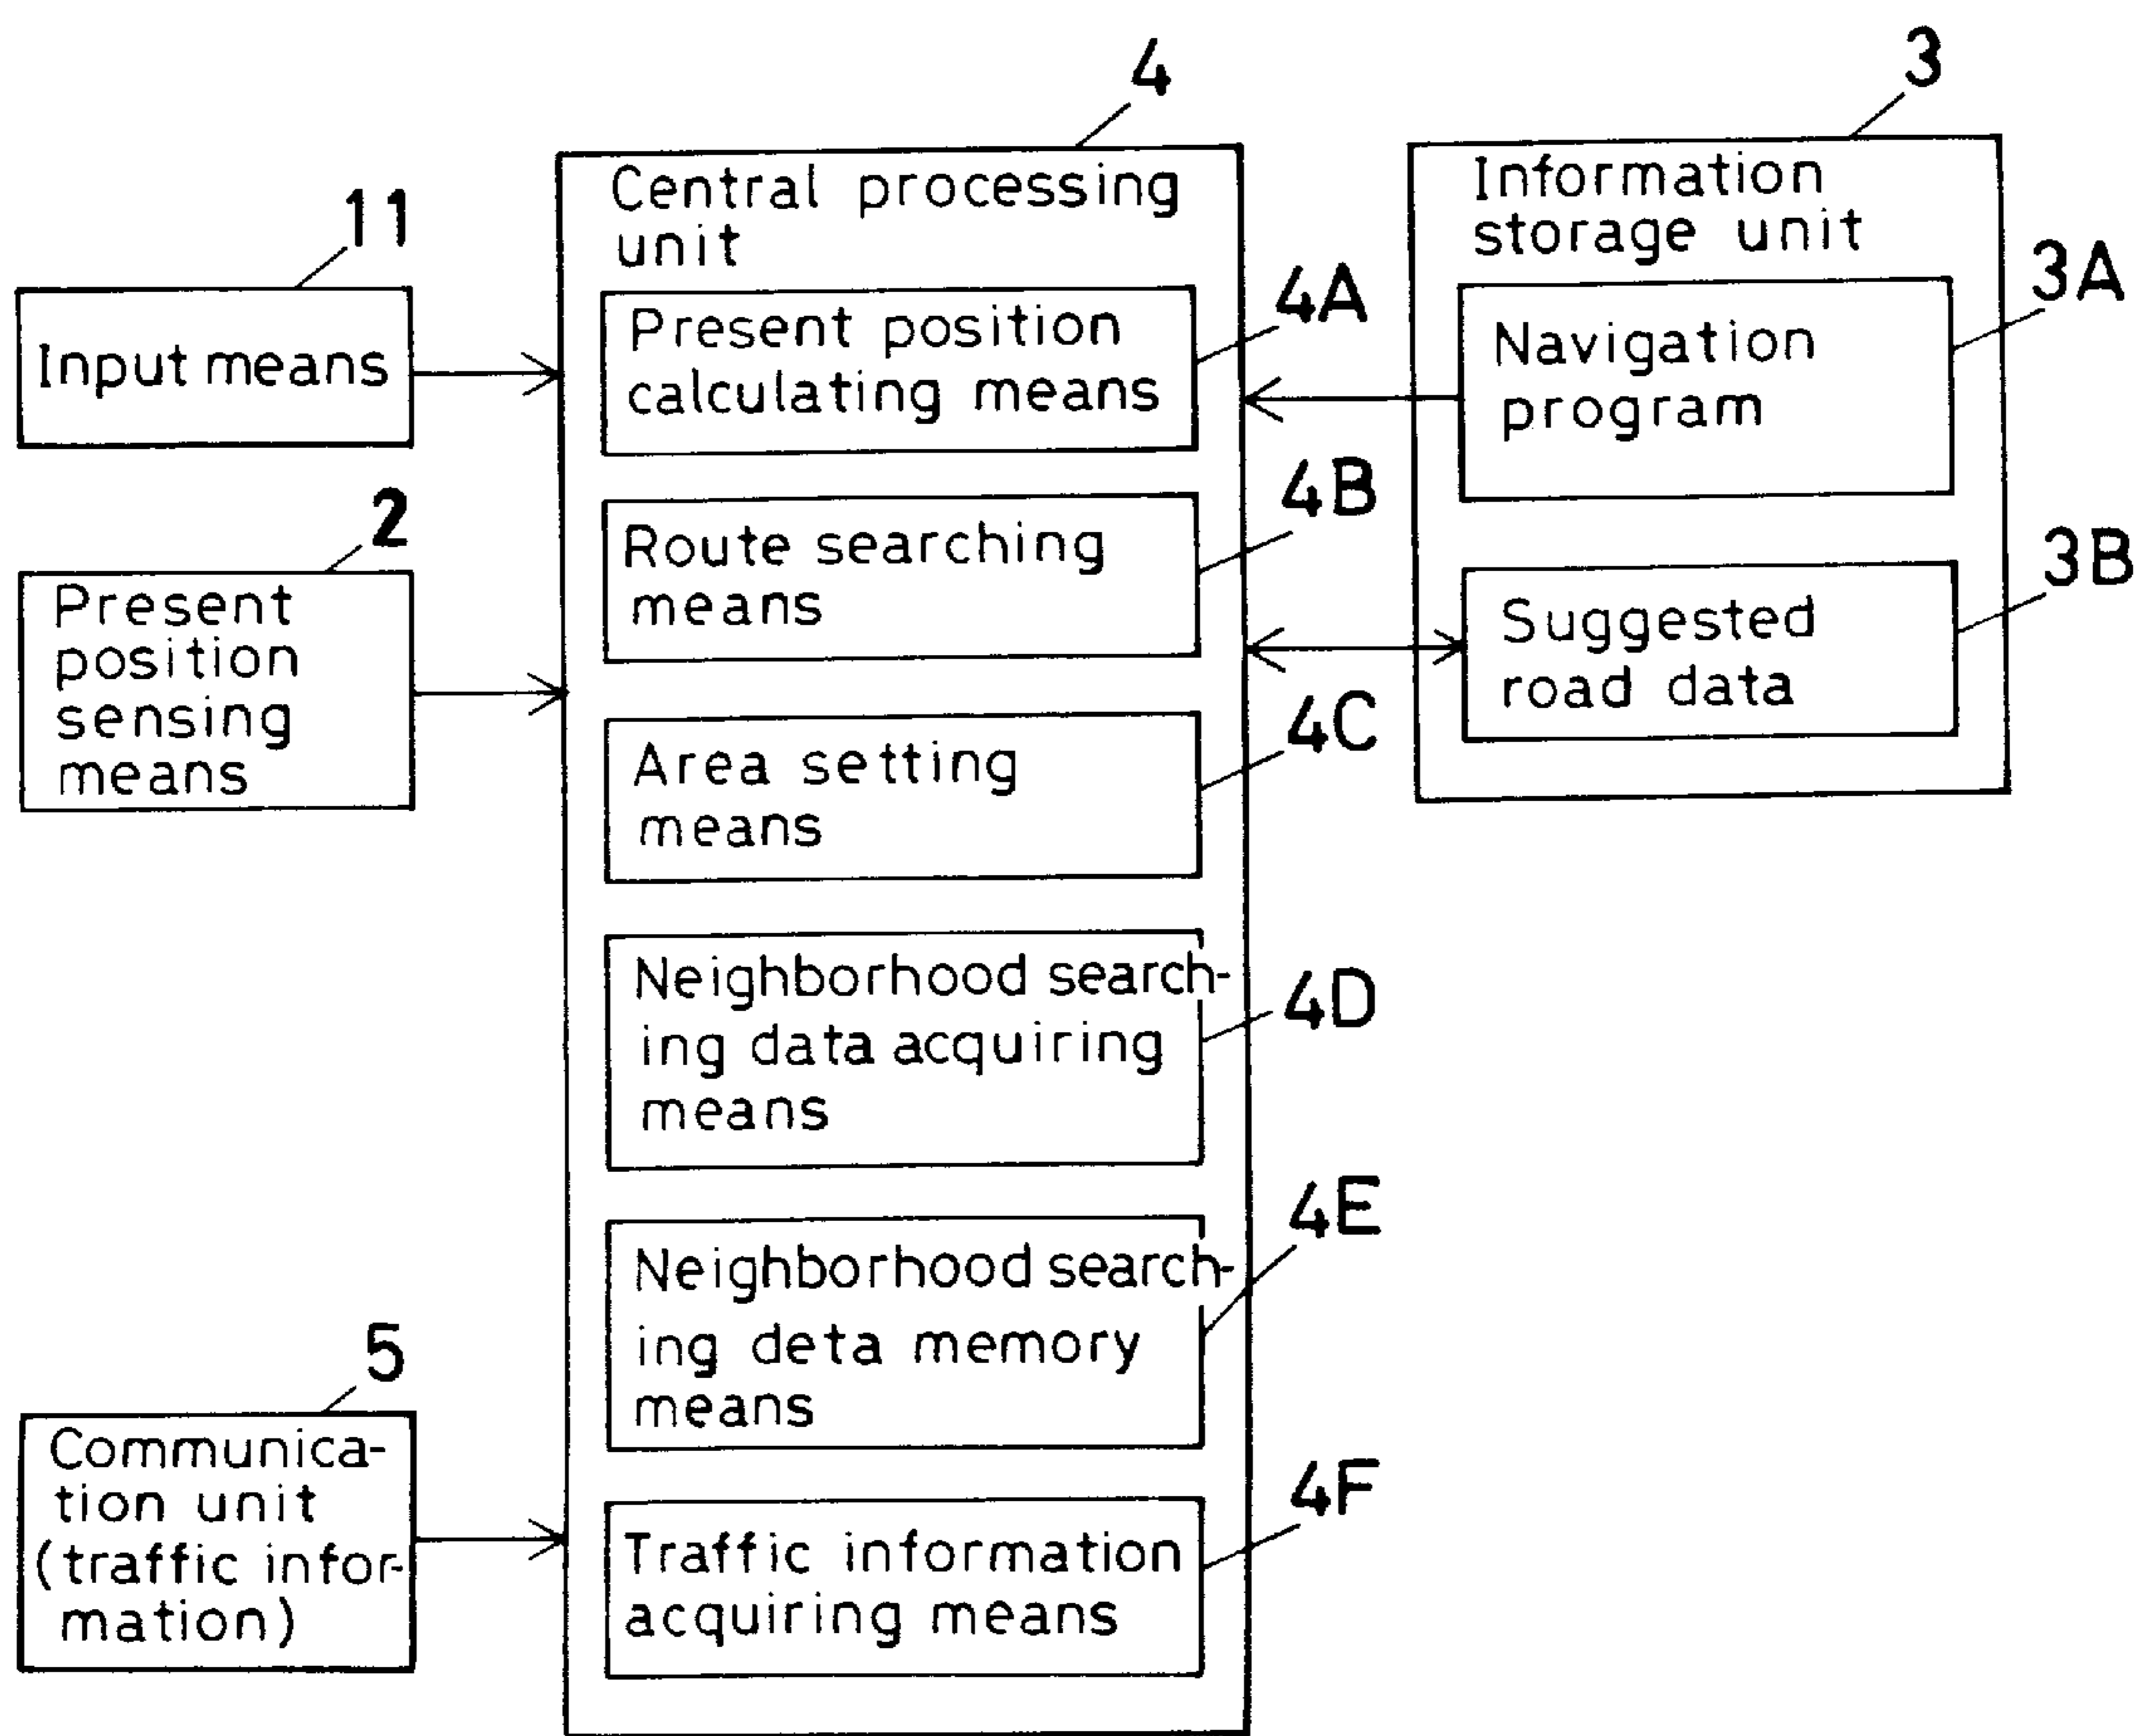 4
3
Central processing
unit
Information
storage unit
11
Input means
4A
Present position
calculating means
3A
Navigation
program
2
Present
position
sensing
means
4B
Route searching
means
3B
Suggested
road data
4C
Area setting
means
4D
Neighborhood search-
ing data acquiring
means
4E
Neighborhood search-
ing deta memory
means
5
Communica-
tion unit
(traffic infor-
mation)
4F
Traffic information
acquiring means